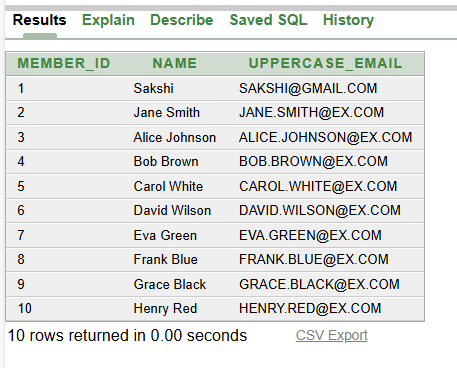 Results Explain Describe Saved SQL History
MEMBER_ID NAME UPPERCASE_EMAIL
1 Sakshi SAKSHI@GMAIL.COM
2 Jane Smith JANE.SMITH@EX.COM
3 Alice Johnson ALICE.JOHNSON@EX.COM
4 Bob Brown BOB.BROWN@EX.COM
5 Carol White CAROL.WHITE@EX.COM
6 David Wilson DAVID.WILSON@EX.COM
7 Eva Green EVA.GREEN@EX.COM
8 Frank Blue FRANK.BLUE@EX.COM
9 Grace Black GRACE.BLACK@EX.COM
10 Henry Red HENRY.RED@EX.COM
10 rows returned in 0.00 seconds CSV Export